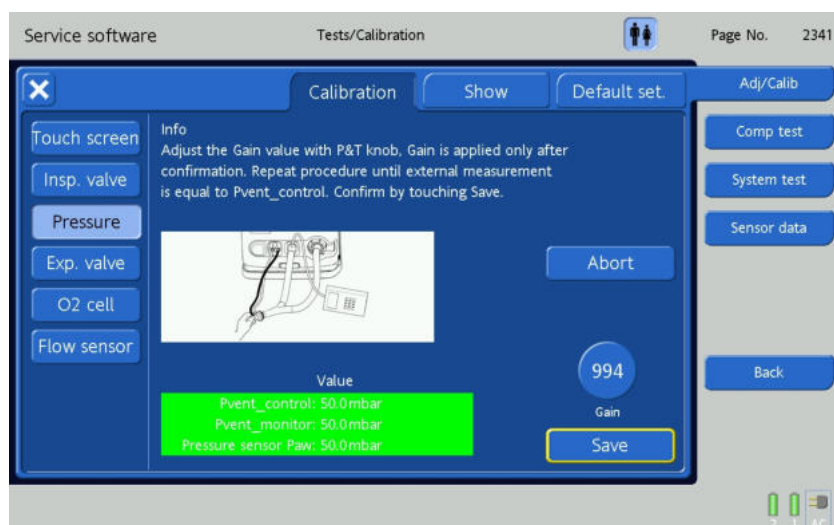 Service software
Tests/Calibration
Page No. 2341
Calibration
Show
Default set.
Adj/Calib
Touch screen
Insp. valve
Pressure
Exp. valve
O2 cell
Flow sensor
Info
Adjust the Gain value with P&T knob, Gain is applied only after
confirmation. Repeat procedure until external measurement
is equal to Pvent_control. Confirm by touching Save.
Abort
Value
Pvent_control: 50.0mbar
Pvent_monitor: 50.0mbar
Pressure sensor Paw: 50.0mbar
994
Gain
Save
Comp test
System test
Sensor data
Back
2 1 AC